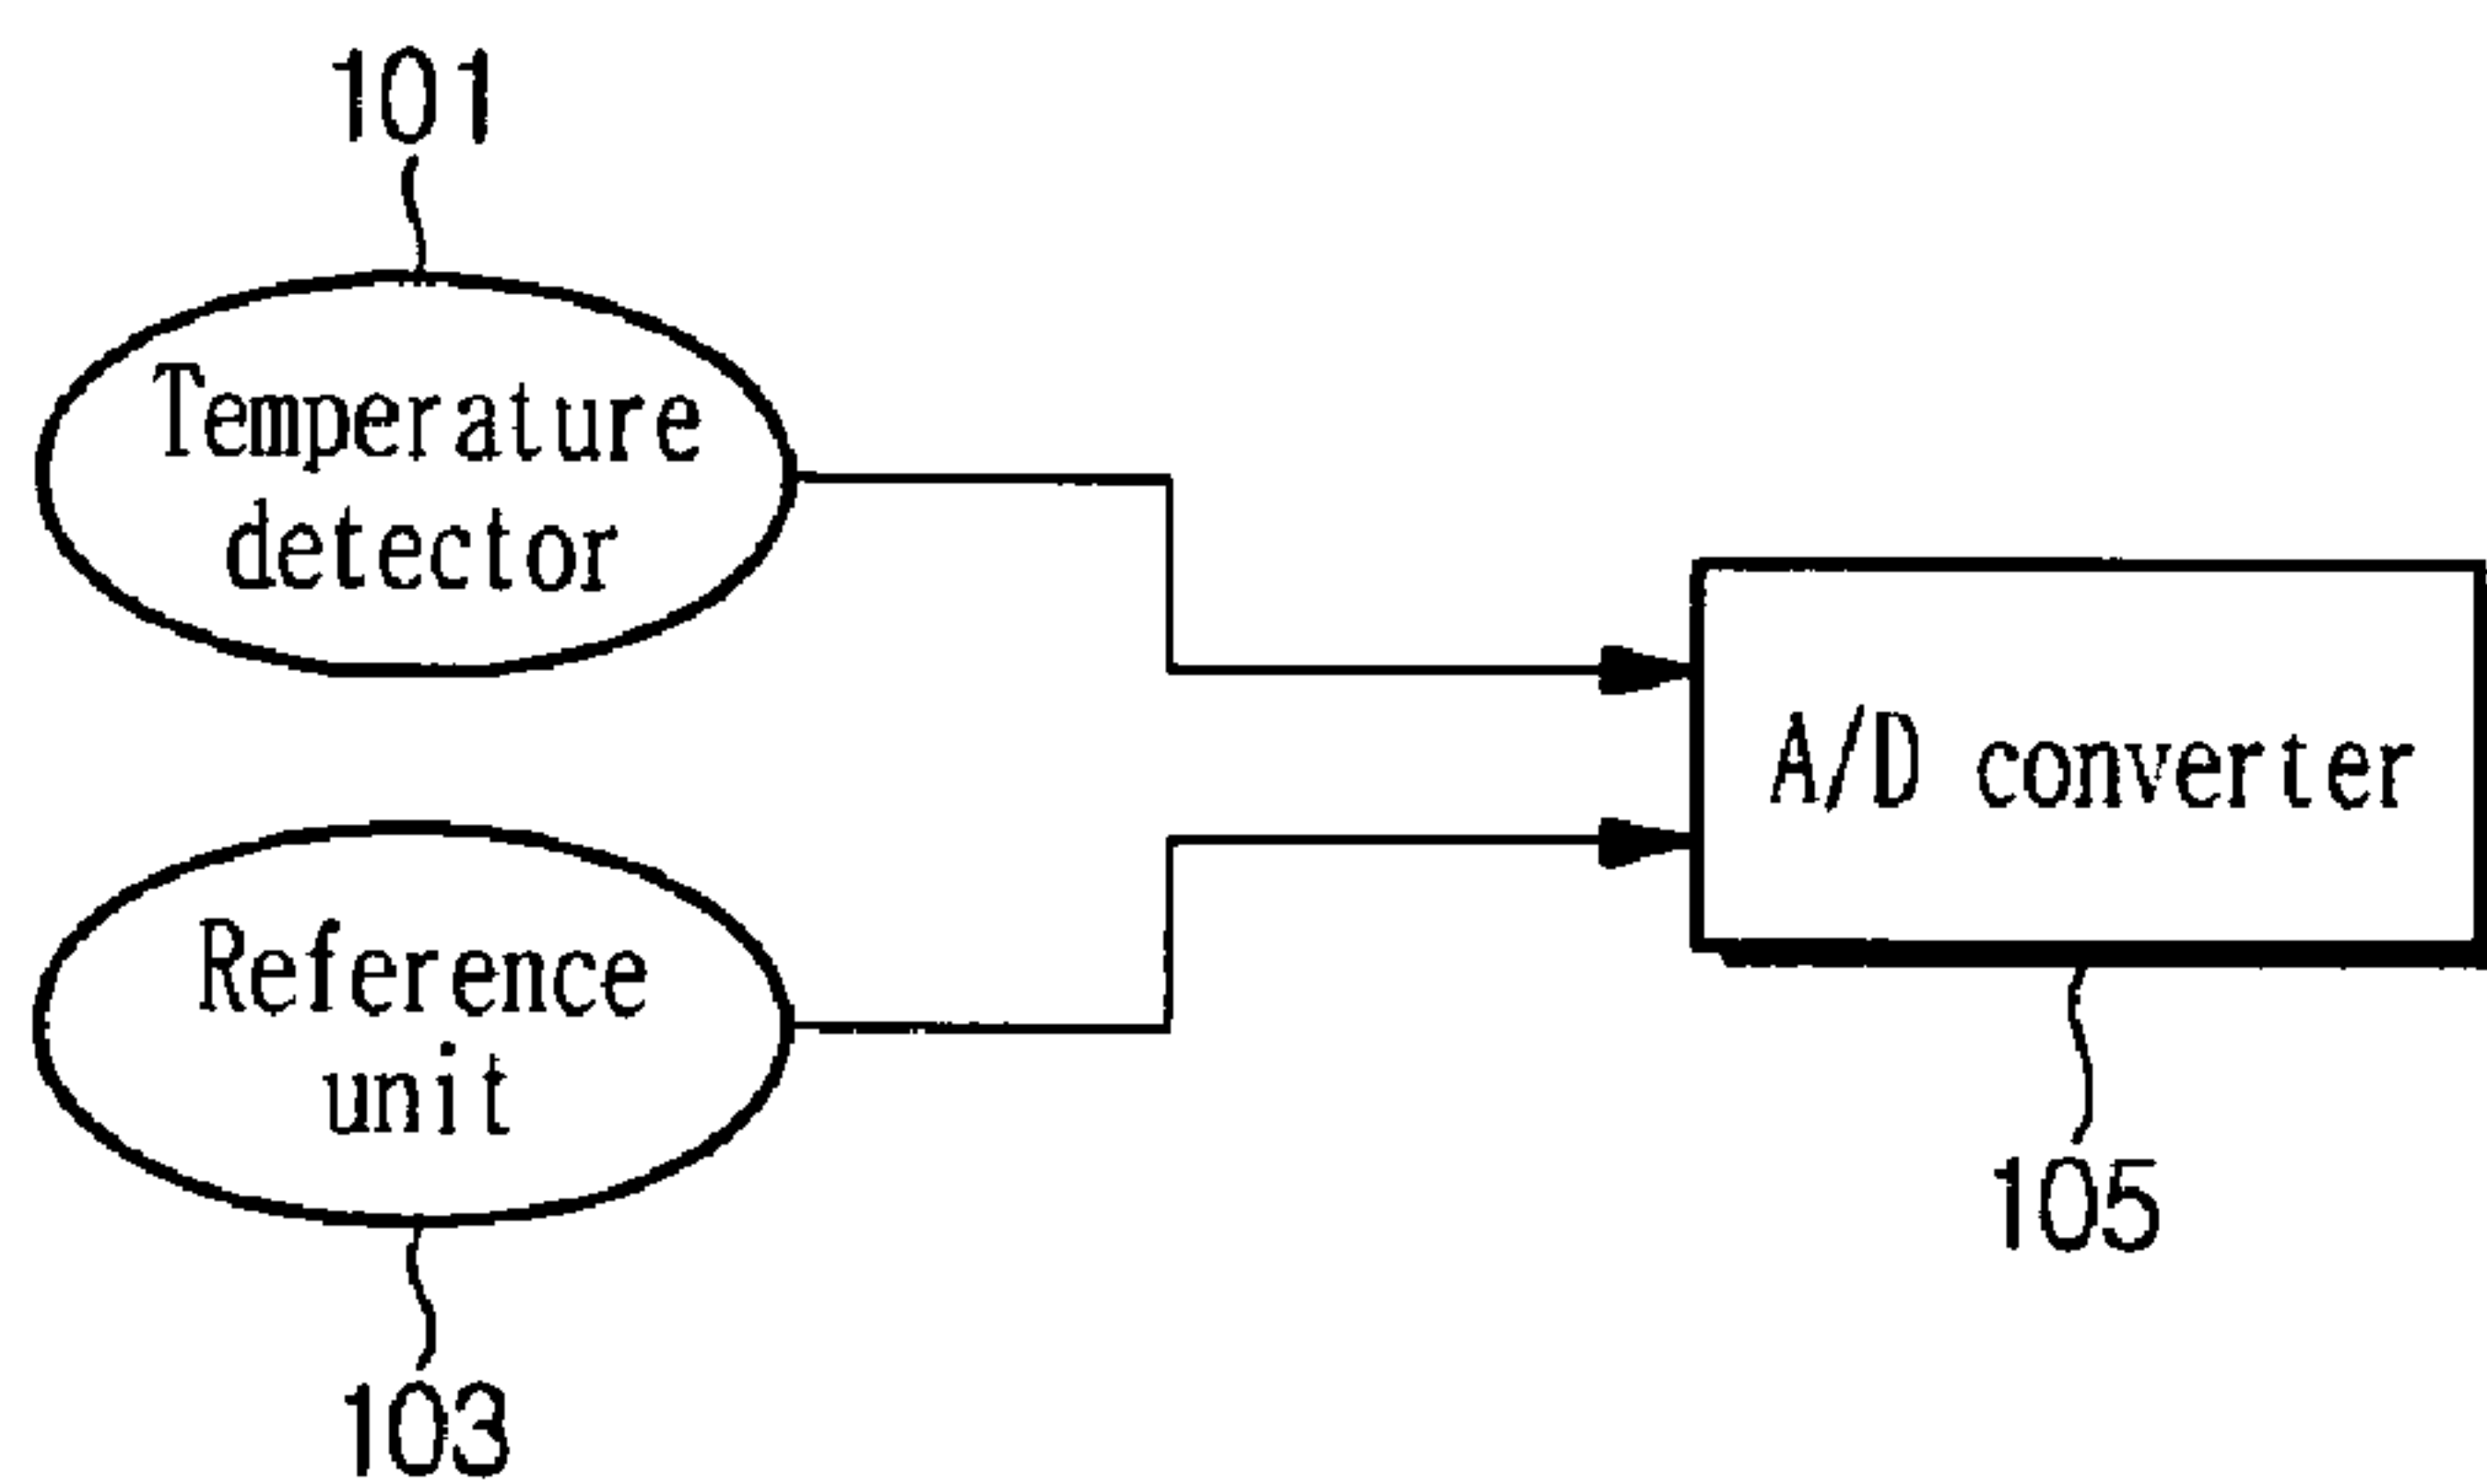 101
Temperature
detector
A/D converter
Reference
unit
105
103